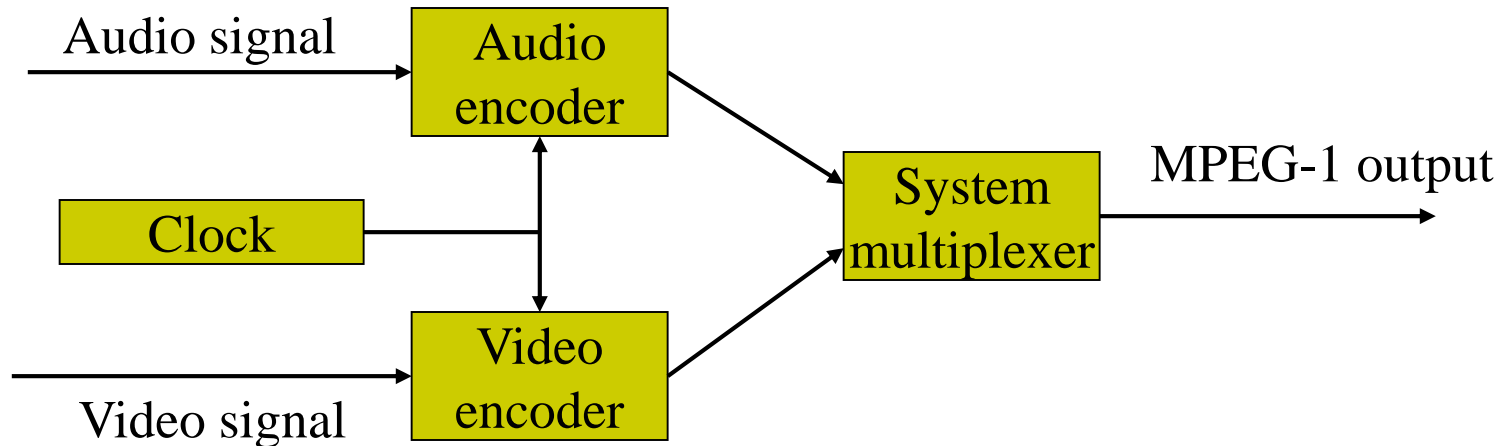 Audio signal
Audio
encoder
Clock
System
multiplexer
MPEG-1 output
Video
encoder
Video signal